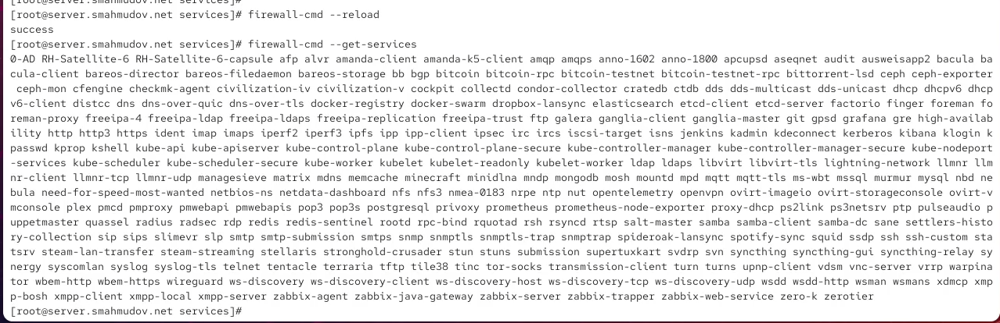 [root@server.smahmudov.net services]#
[root@server.smahmudov.net services]# firewall-cmd --reload
success
[root@server.smahmudov.net services]# firewall-cmd --get-services
0-AD RH-Satellite-6 RH-Satellite-6-capsule afp alvr amanda-client amanda-k5-client amqp amqps anno-1602 anno-1800 apcupsd aseqnet audit ausweisapp2 bacula ba
cula-client bareos-director bareos-filedaemon bareos-storage bb bgp bitcoin bitcoin-rpc bitcoin-testnet bitcoin-testnet-rpc bittorrent-lsd ceph ceph-exporter
 ceph-mon cfengine checkmk-agent civilization-iv civilization-v cockpit collectd condor-collector cratedb ctdb dds dds-multicast dds-unicast dhcp dhcpv6 dhcp
v6-client distcc dns dns-over-quic dns-over-tls docker-registry docker-swarm dropbox-lansync elasticsearch etcd-client etcd-server factorio finger foreman fo
reman-proxy freeipa-4 freeipa-ldap freeipa-ldaps freeipa-replication freeipa-trust ftp galera ganglia-client ganglia-master git gpsd grafana gre high-availab
ility http http3 https ident imap imaps iperf2 iperf3 ipfs ipp ipp-client ipsec irc ircs iscsi-target isns jenkins kadmin kdeconnect kerberos kibana klogin k
passwd kprop kshell kube-api kube-apiserver kube-control-plane kube-control-plane-secure kube-controller-manager kube-controller-manager-secure kube-nodeport
-services kube-scheduler kube-scheduler-secure kube-worker kubelet kubelet-readonly kubelet-worker ldap ldaps libvirt libvirt-tls lightning-network llmnr llm
nr-client llmnr-tcp llmnr-udp managesieve matrix mdns memcache minecraft minidlna mndp mongodb mosh mountd mpd mqtt mqtt-tls ms-wbt mssql murmur mysql nbd ne
bula need-for-speed-most-wanted netbios-ns netdata-dashboard nfs nfs3 nmea-0183 nrpe ntp nut opentelemetry openvpn ovirt-imageio ovirt-storageconsole ovirt-v
mconsole plex pmcd pmproxy pmwebapi pmwebapis pop3 pop3s postgresql privoxy prometheus prometheus-node-exporter proxy-dhcp ps2link ps3netsrv ptp pulseaudio p
uppetmaster quassel radius radsec rdp redis redis-sentinel rootd rpc-bind rquotad rsh rsyncd rtsp salt-master samba samba-client samba-dc sane settlers-histo
ry-collection sip sips slimevr slp smtp smtp-submission smtps snmp snmptls snmptls-trap snmptrap spideroak-lansync spotify-sync squid ssdp ssh ssh-custom sta
tsrv steam-lan-transfer steam-streaming stellaris stronghold-crusader stun stuns submission supertuxkart svdrp svn syncthing syncthing-gui syncthing-relay sy
nergy syscomlan syslog syslog-tls telnet tentacle terraria tftp tile38 tinc tor-socks transmission-client turn turns upnp-client vdsm vnc-server vrrp warpina
tor wbem-http wbem-https wireguard ws-discovery ws-discovery-client ws-discovery-host ws-discovery-tcp ws-discovery-udp wsdd wsdd-http wsman wsmans xdmcp xmp
p-bosh xmpp-client xmpp-local xmpp-server zabbix-agent zabbix-java-gateway zabbix-server zabbix-trapper zabbix-web-service zero-k zerotier
[root@server.smahmudov.net services]#